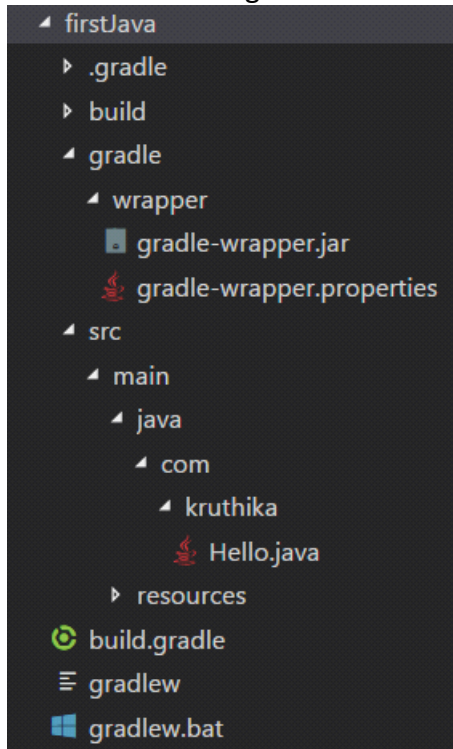 firstJava
.gradle
build
gradle
wrapper
gradle-wrapper.jar
gradle-wrapper.properties
src
main
java
com
kruthika
Hello.java
resources
build.gradle
gradlew
gradlew.bat